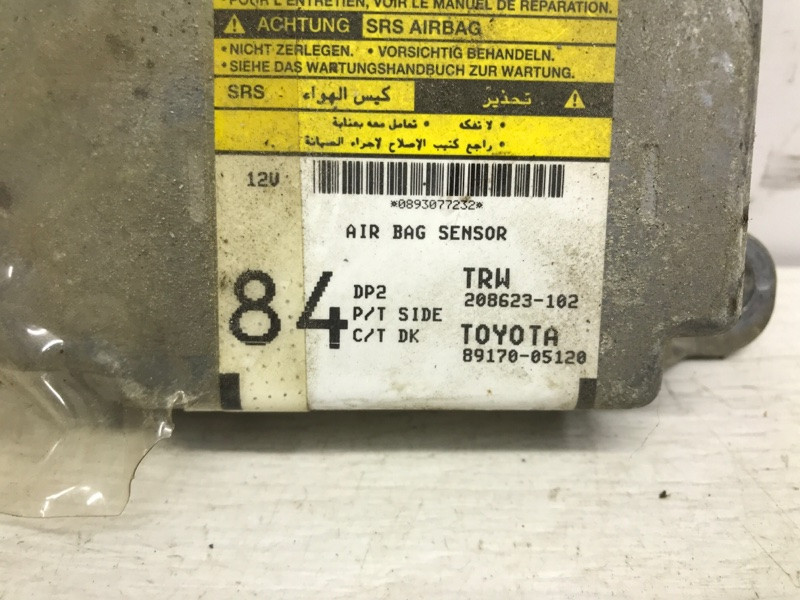 POUR L'ENTRETIEN, VOIR LE MANUEL DE RÉPARATION.
ACHTUNG SRS AIRBAG
• NICHT ZERLEGEN. • VORSICHTIG BEHANDELN.
• SIEHE DAS WARTUNGSHANDBUCH ZUR WARTUNG.
تحذير كيس الهواء SRS
• لا تفكه • تعامل معه بعناية
• راجع كتيب الإصلاح لإجراء الصيانة.
12V
*0893077232*
AIR BAG SENSOR
84
DP2 TRW
P/T SIDE 208623-102
C/T DK TOYOTA
89170-05120